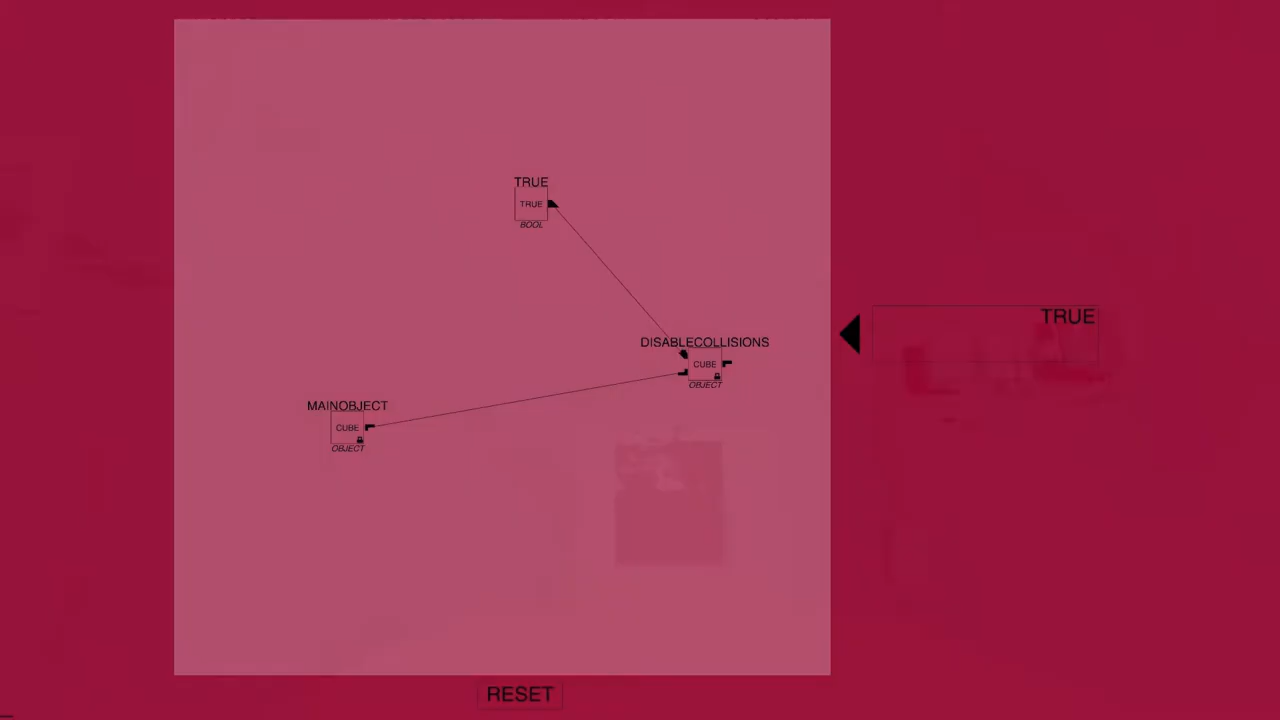 TRUE
TRUE
BOOL
TRUE
DISABLECOLLISIONS
CUBE
OBJECT
MAINOBJECT
CUBE
OBJECT
RESET